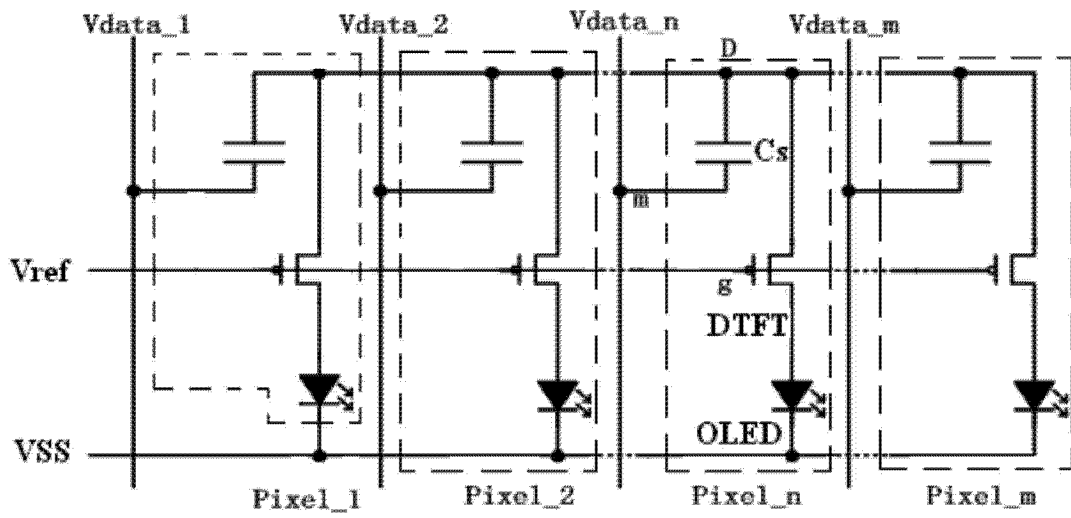 Vdata_1 Vdata_2 Vdata_n Vdata_m
D
Cs
m
Vref
g
DTFT
OLED
VSS
Pixel_1 Pixel_2 Pixel_n Pixel_m